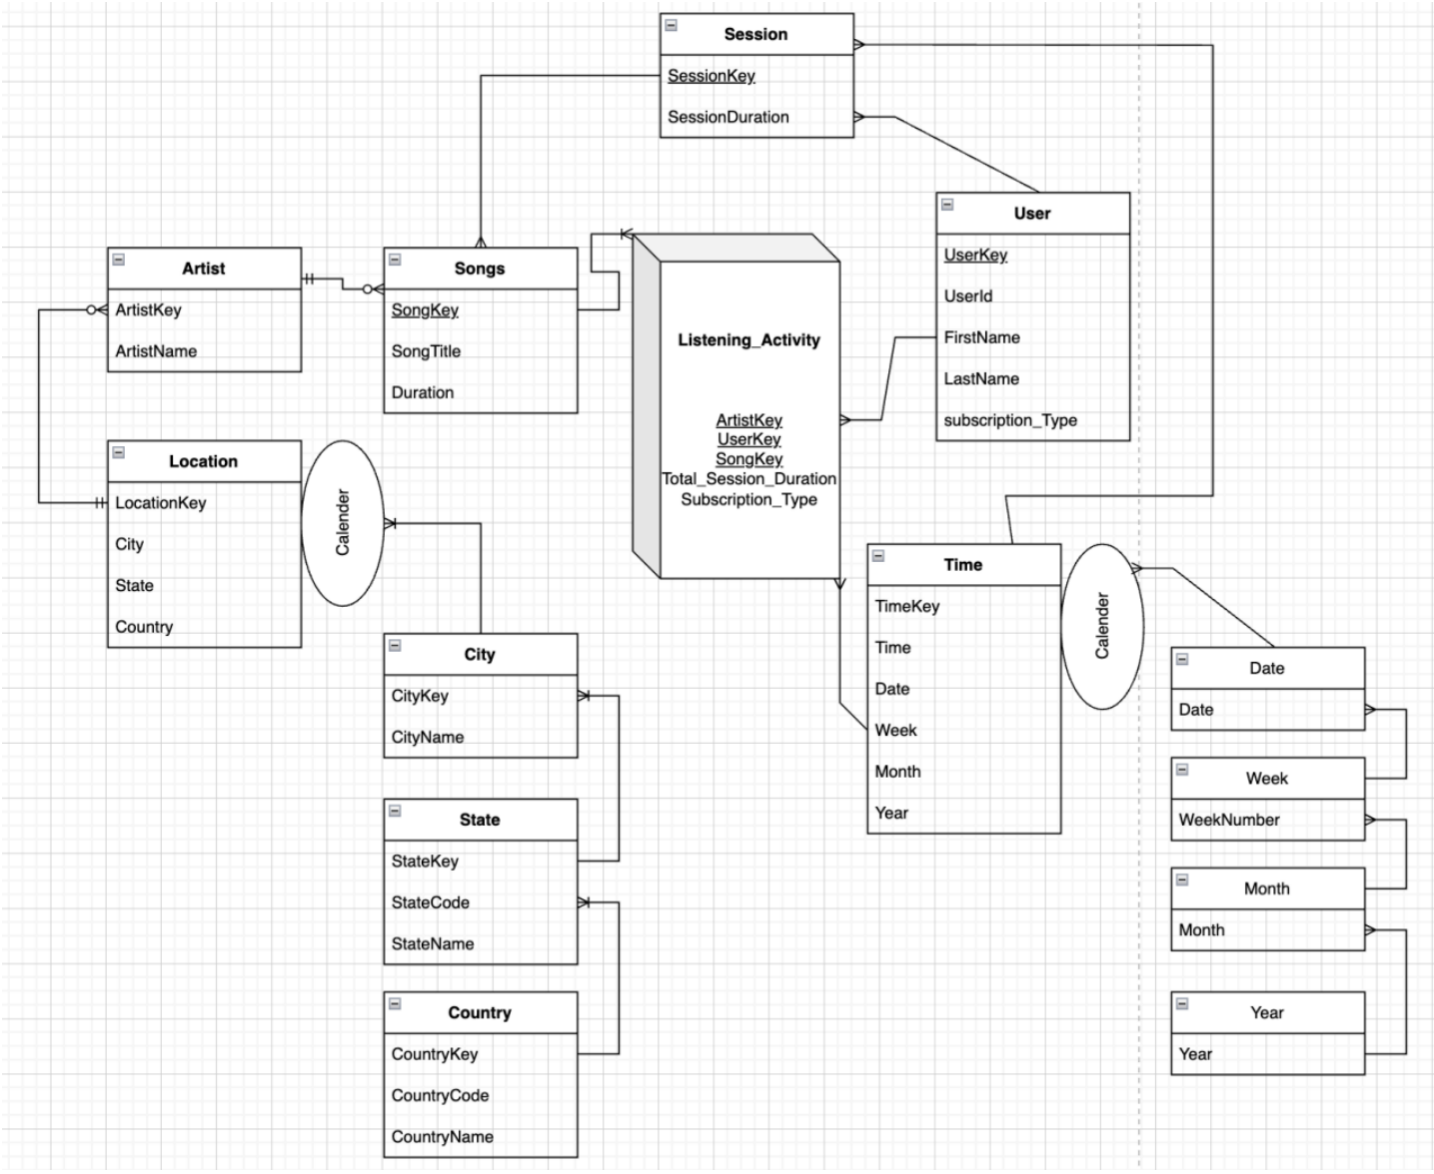 Session
SessionKey
SessionDuration
User
UserKey
UserId
FirstName
LastName
subscription_Type
Artist
ArtistKey
ArtistName
Songs
SongKey
SongTitle
Duration
Listening_Activity
ArtistKey
UserKey
SongKey
Total_Session_Duration
Subscription_Type
Location
LocationKey
City
State
Country
Calender
City
CityKey
CityName
State
StateKey
StateCode
StateName
Country
CountryKey
CountryCode
CountryName
Time
TimeKey
Time
Date
Week
Month
Year
Calender
Date
Date
Week
WeekNumber
Month
Month
Year
Year